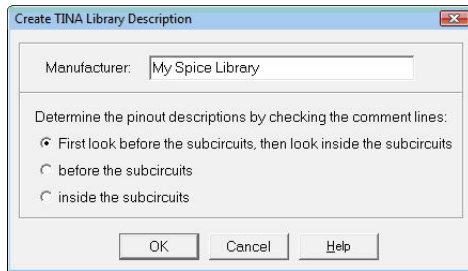 Create TINA Library Description
Manufacturer: My Spice Library
Determine the pinout descriptions by checking the comment lines:
First look before the subcircuits, then look inside the subcircuits
before the subcircuits
inside the subcircuits
OK Cancel Help